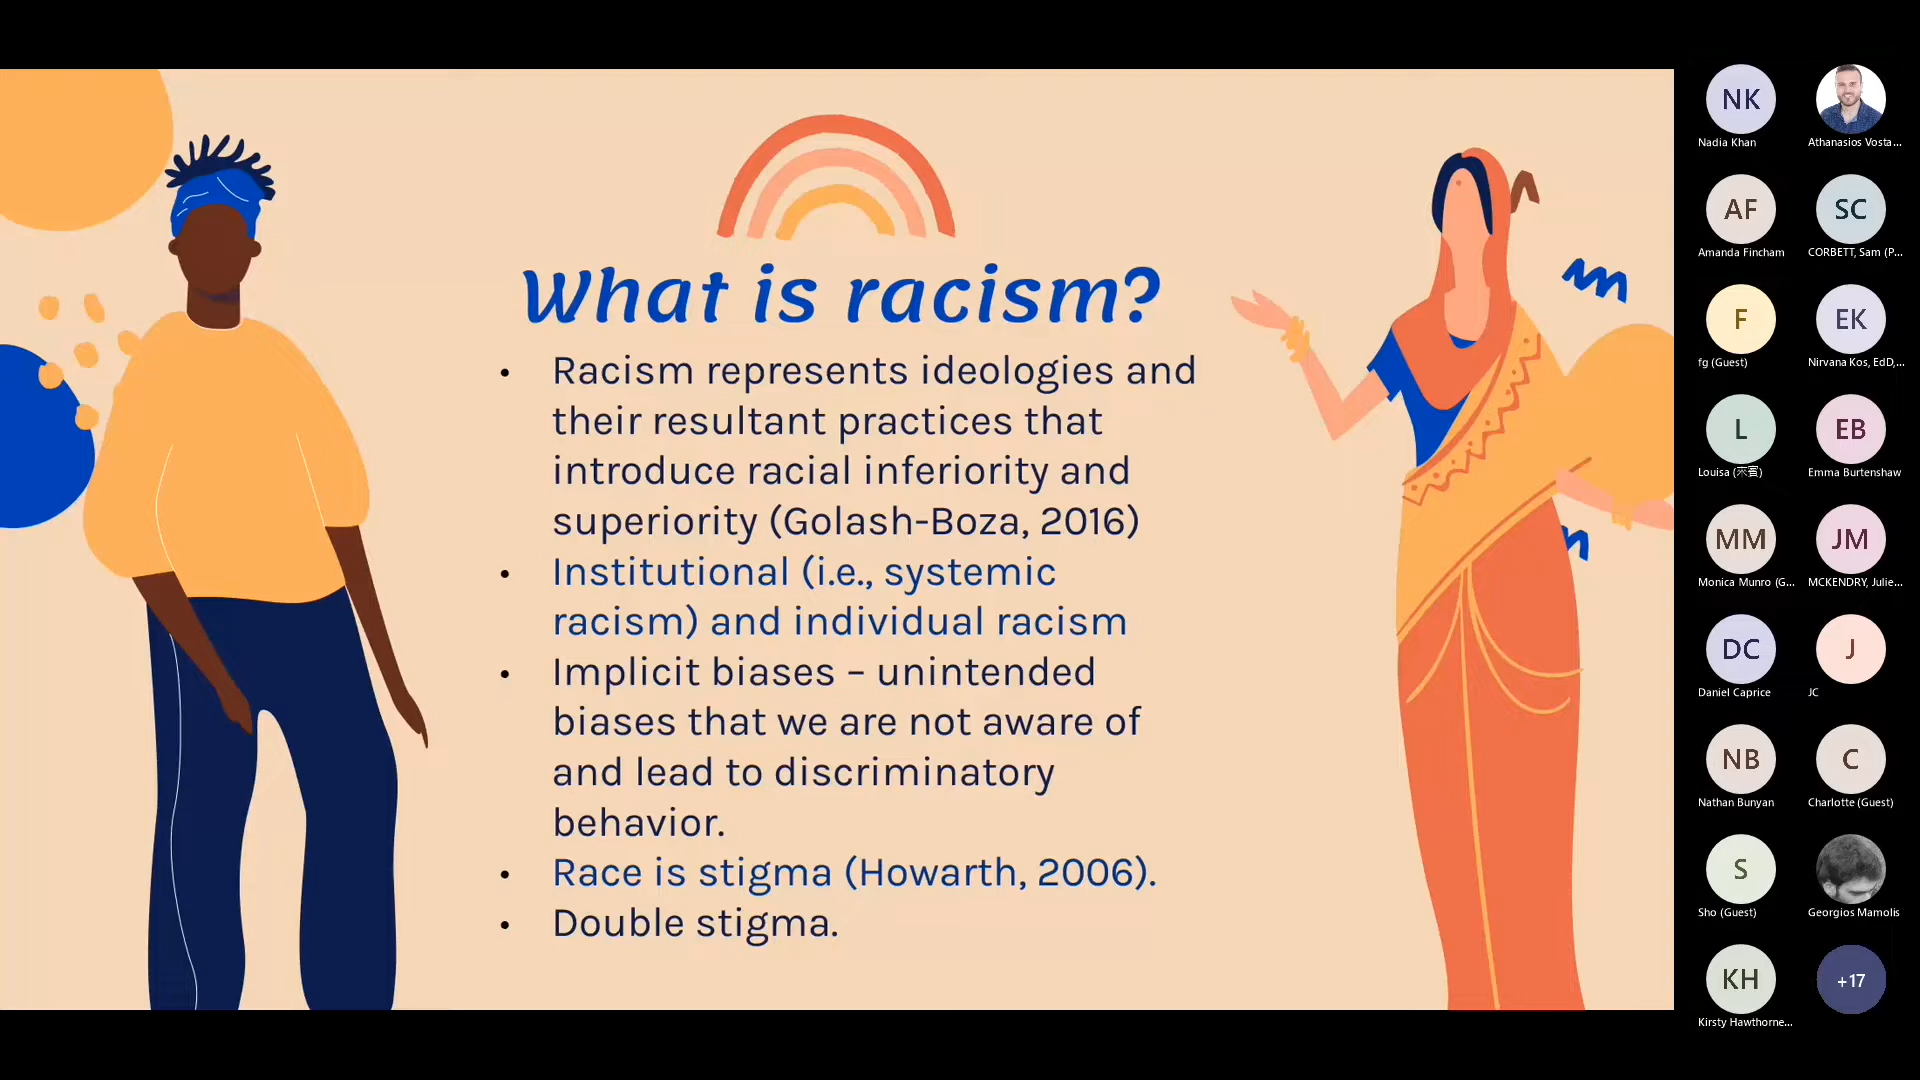 What is racism?
• Racism represents ideologies and
their resultant practices that
introduce racial inferiority and
superiority (Golash-Boza, 2016)
• Institutional (i.e., systemic
racism) and individual racism
• Implicit biases – unintended
biases that we are not aware of
and lead to discriminatory
behavior.
• Race is stigma (Howarth, 2006).
• Double stigma.
NK
Nadia Khan
Athanasios Vosta...
AF
Amanda Fincham
SC
CORBETT, Sam (P...
F
fg (Guest)
EK
Nirvana Kos, EdD,...
L
Louisa
EB
Emma Burtenshaw
MM
Monica Munro (G...
JM
MCKENDRY, Julie...
DC
Daniel Caprice
J
JC
NB
Nathan Bunyan
C
Charlotte (Guest)
S
Sho (Guest)
Georgios Mamolis
KH
Kirsty Hawthorne...
+17